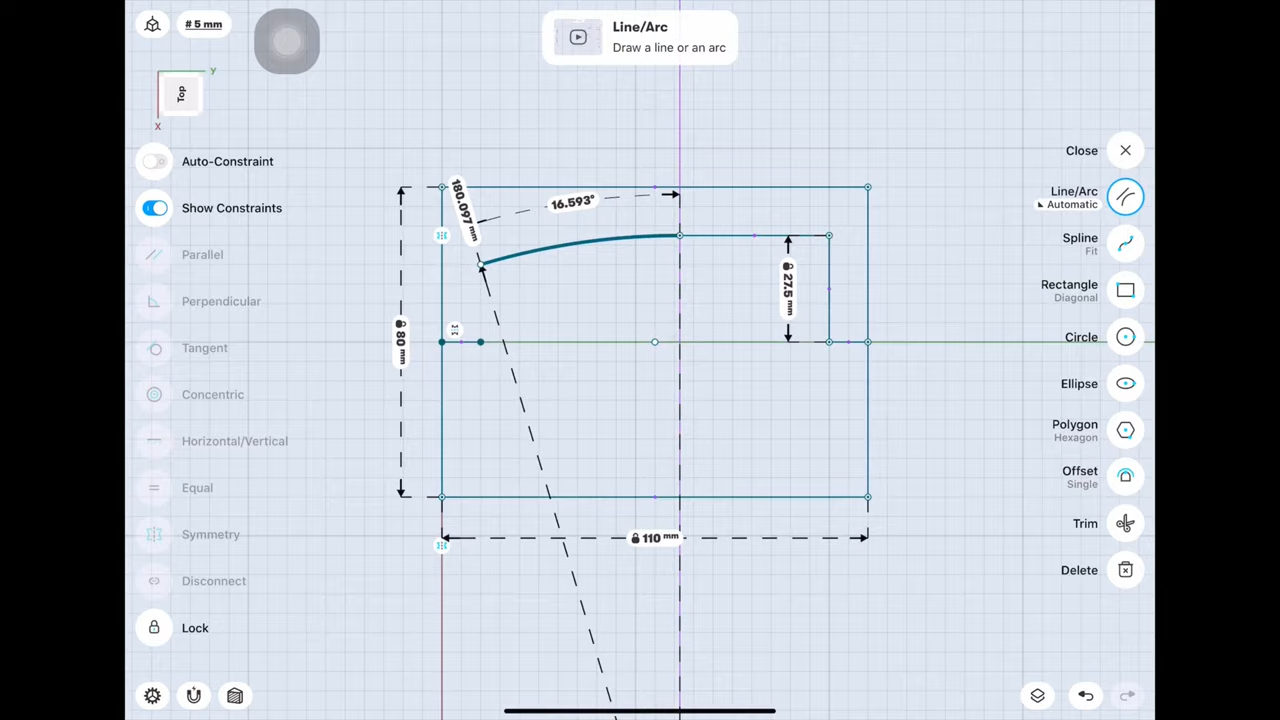 # 5 mm
Line/Arc
Draw a line or an arc
Y
Top
X
Auto-Constraint
Show Constraints
Parallel
Perpendicular
Tangent
Concentric
Horizontal/Vertical
Equal
Symmetry
Disconnect
Lock
180.097 mm
16.593°
27.5 mm
80 mm
110 mm
Close
Line/Arc
Automatic
Spline
Fit
Rectangle
Diagonal
Circle
Ellipse
Polygon
Hexagon
Offset
Single
Trim
Delete